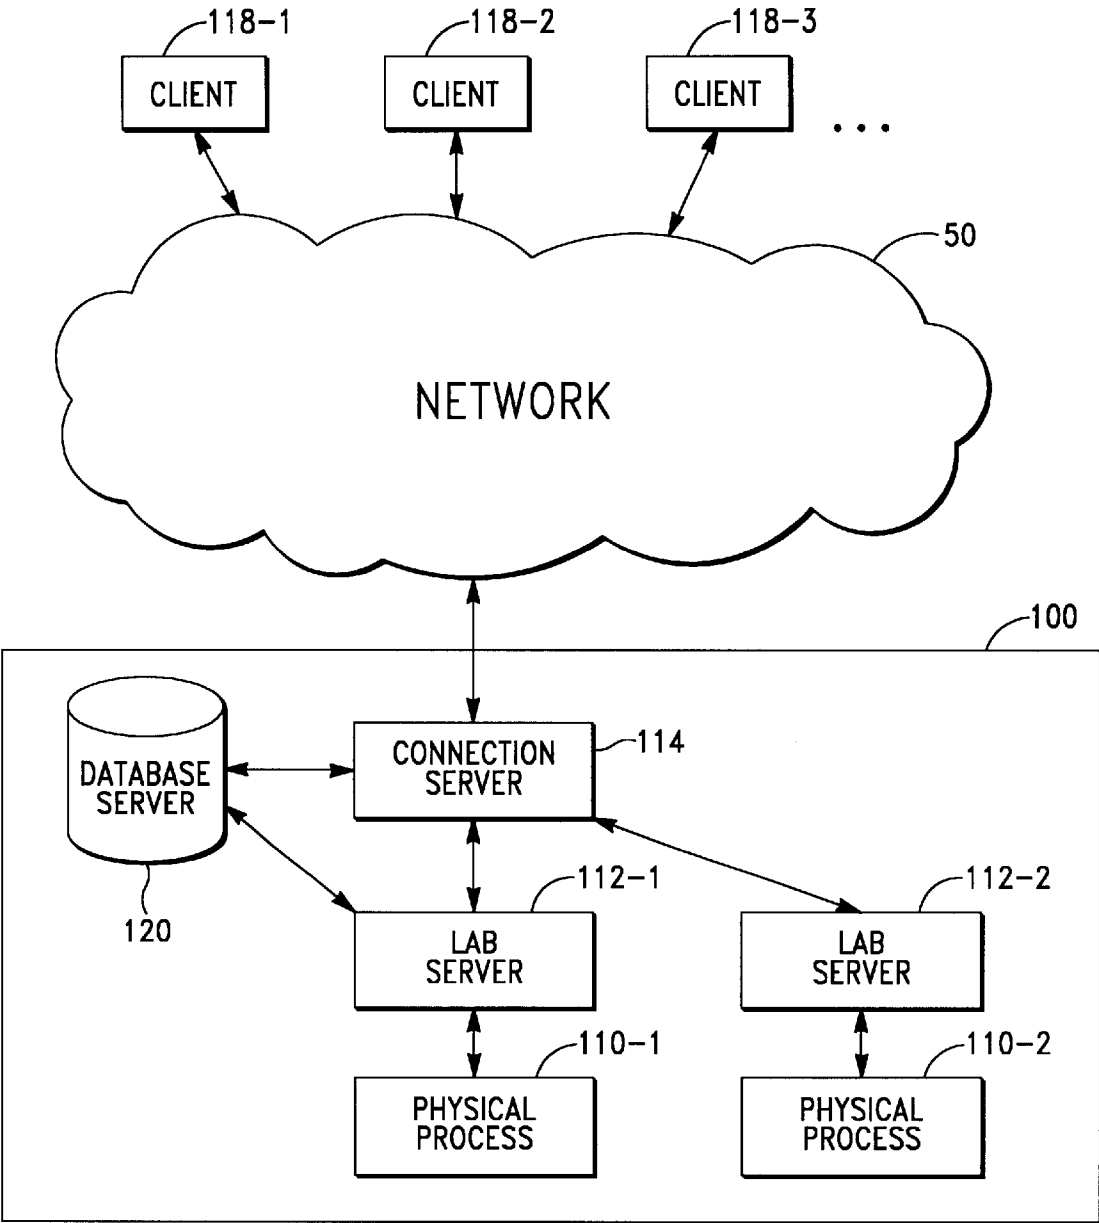 118-1
118-2
118-3
CLIENT
CLIENT
CLIENT
...
50
NETWORK
100
DATABASE
SERVER
120
CONNECTION
SERVER
114
112-1
112-2
LAB
SERVER
LAB
SERVER
110-1
110-2
PHYSICAL
PROCESS
PHYSICAL
PROCESS